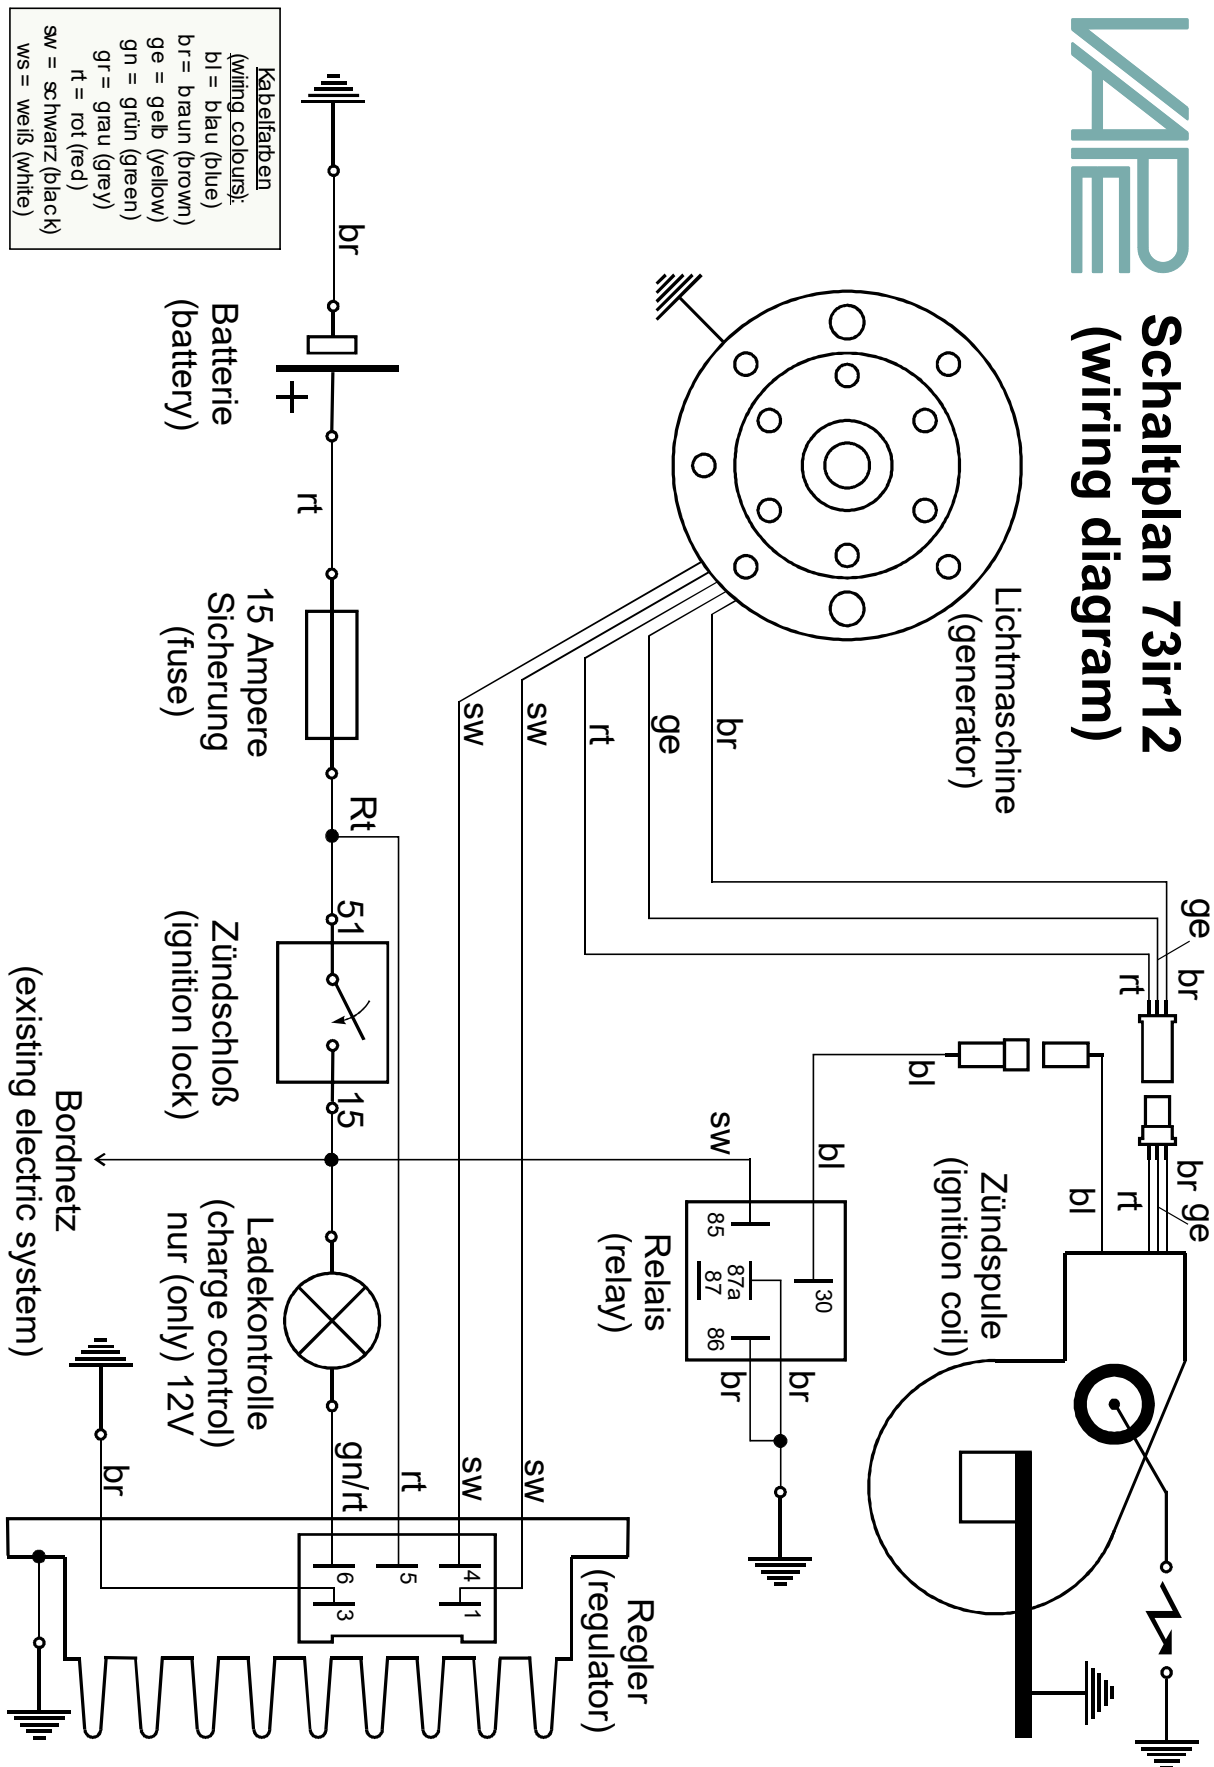 VAPE
Schaltplan 73ir12
(wiring diagram)
Lichtmaschine
(generator)
br
ge
rt
sw
sw
ge
br
rt
br
ge
rt
bl
bl
bl
Zündspule
(ignition coil)
sw
85
87a
87
86
30
Relais
(relay)
br
br
br
Batterie
(battery)
+
rt
15 Ampere
Sicherung
(fuse)
Rt
51
15
Zündschloß
(ignition lock)
Bordnetz
(existing electric system)
Ladekontrolle
(charge control)
nur (only) 12V
gn/rt
rt
sw
sw
br
4
1
5
6
3
Regler
(regulator)
Kabelfarben
(wiring colours):
bl = blau (blue)
br = braun (brown)
ge = gelb (yellow)
gn = grün (green)
gr = grau (grey)
rt = rot (red)
sw = schwarz (black)
ws = weiß (white)